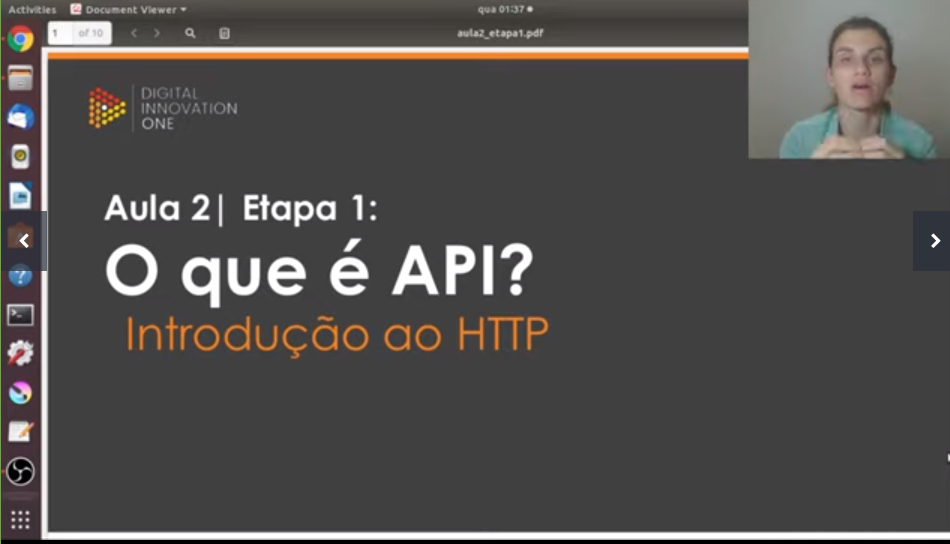 Activities Document Viewer qua 01:37
1 of 10 aula2_etapa1.pdf
DIGITAL
INNOVATION
ONE
Aula 2| Etapa 1:
O que é API?
Introdução ao HTTP